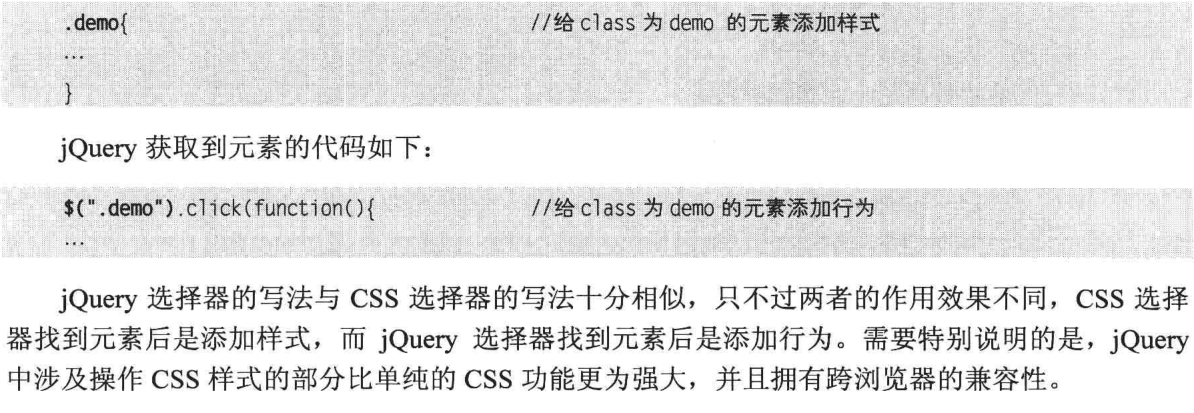 .demo{ //给 class 为 demo 的元素添加样式
…
}
jQuery 获取到元素的代码如下：
$(".demo").click(function(){ //给 class 为 demo 的元素添加行为
…
jQuery 选择器的写法与 CSS 选择器的写法十分相似，只不过两者的作用效果不同，CSS 选择
器找到元素后是添加样式，而 jQuery 选择器找到元素后是添加行为。需要特别说明的是，jQuery
中涉及操作 CSS 样式的部分比单纯的 CSS 功能更为强大，并且拥有跨浏览器的兼容性。